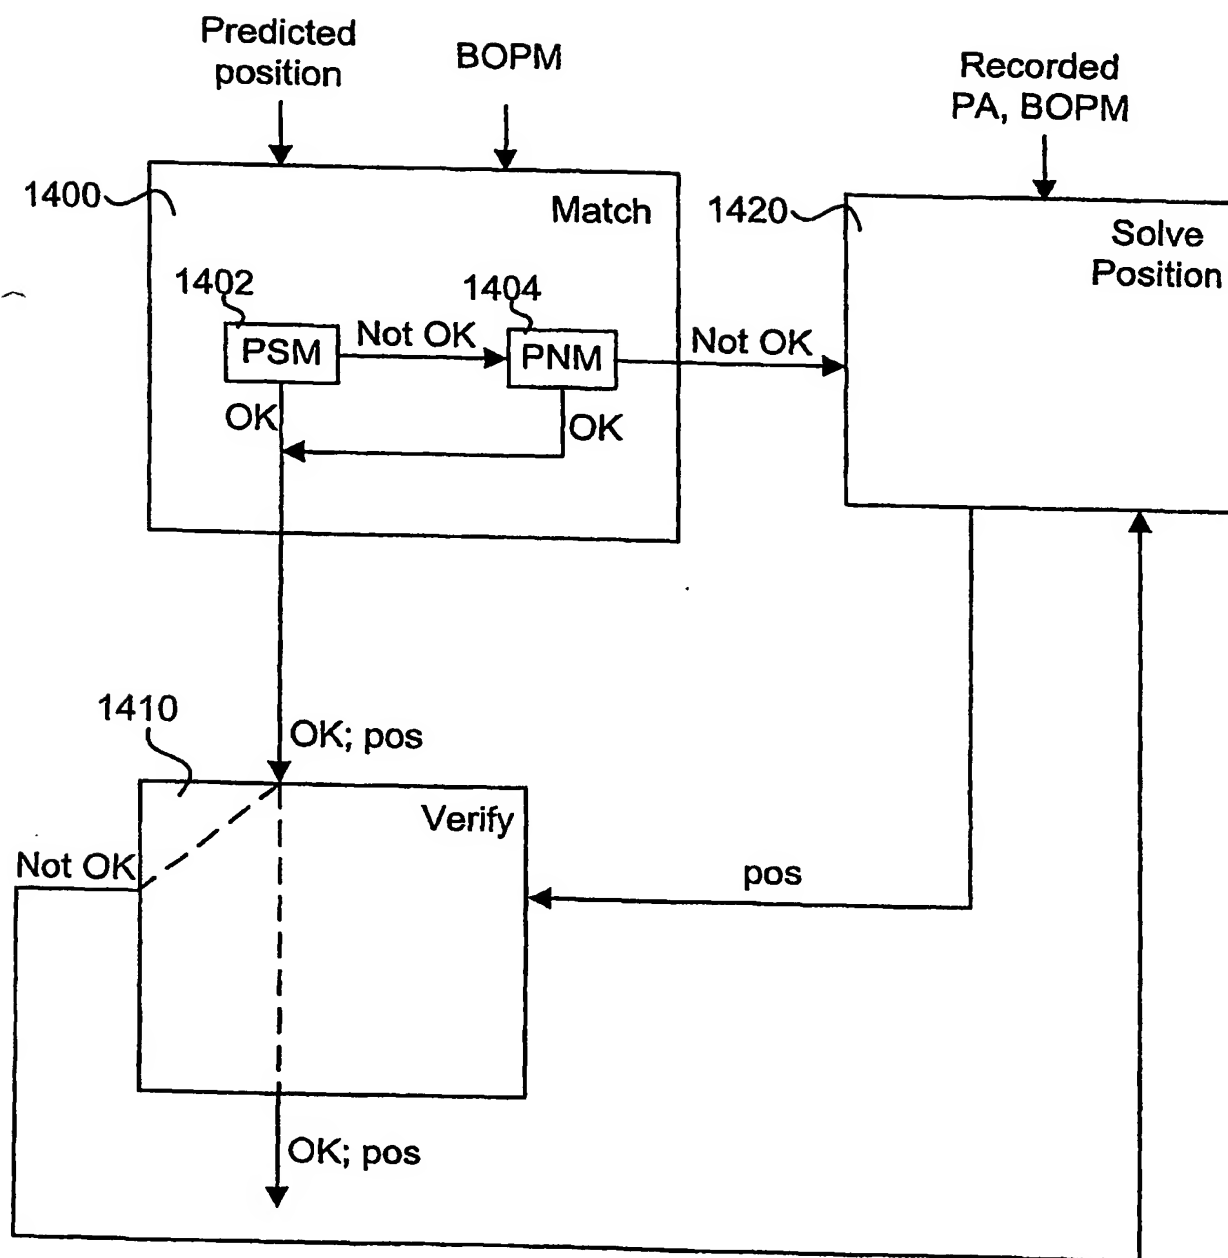 Predicted
position
BOPM
Recorded
PA, BOPM
1400
Match
1420
Solve
Position
1402
1404
PSM
Not OK
PNM
Not OK
OK
OK
1410
OK; pos
Verify
Not OK
pos
OK; pos